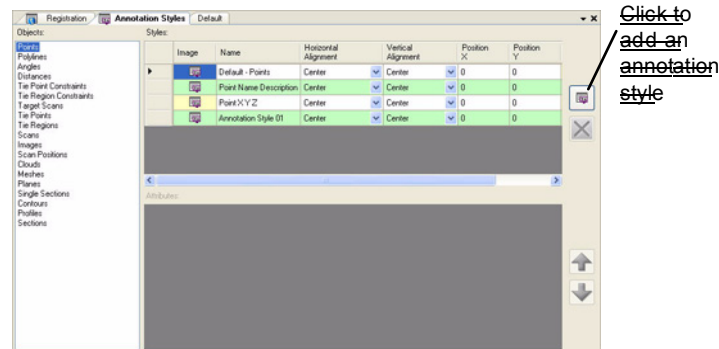 Registration Annotation Styles Default
Objects: Styles:
Click to
add an
annotation
style
Image Name Horizontal Alignment Vertical Alignment Position X Position Y
Default - Points Center Center 0 0
Point Name Description Center Center 0 0
Point X Y Z Center Center 0 0
Annotation Style 01 Center Center 0 0
Points
Polylines
Angles
Distances
Tie Point Constraints
Tie Region Constraints
Target Scans
Tie Points
Tie Regions
Scans
Images
Scan Positions
Clouds
Meshes
Planes
Single Sections
Contours
Profiles
Sections
Attributes: